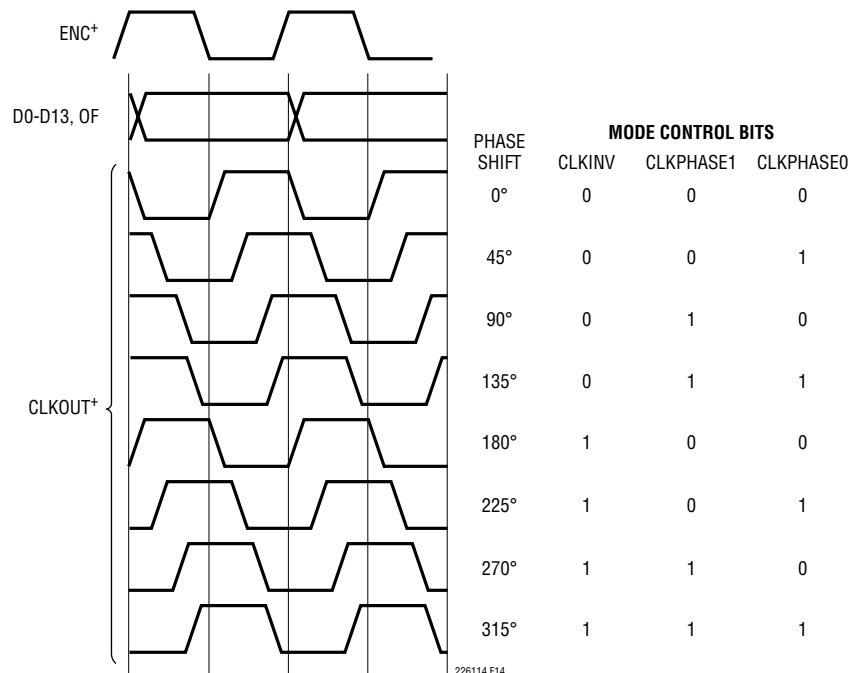 ENC+
D0-D13, OF
CLKOUT+
MODE CONTROL BITS
PHASE SHIFT CLKINV CLKPHASE1 CLKPHASE0
0° 0 0 0
45° 0 0 1
90° 0 1 0
135° 0 1 1
180° 1 0 0
225° 1 0 1
270° 1 1 0
315° 1 1 1
226114 F14